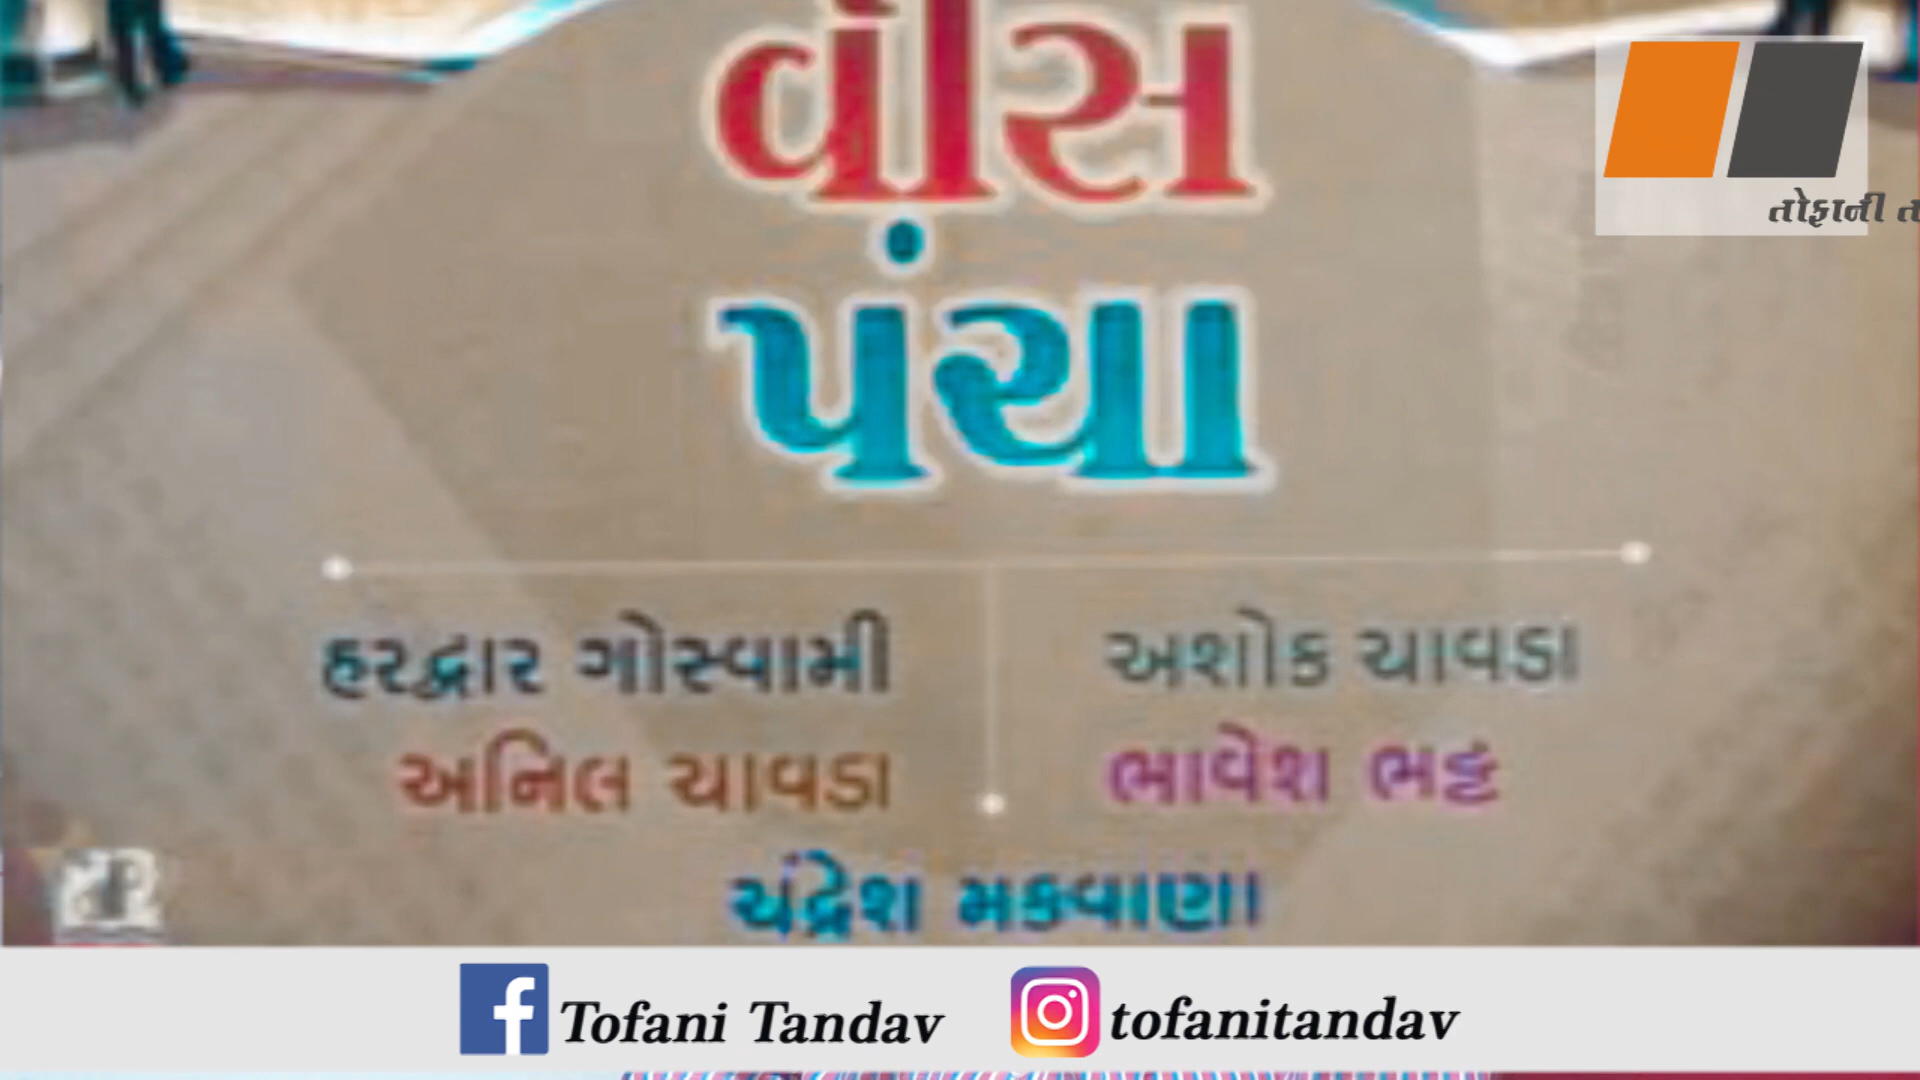 વીસ
તોફાની
પંચા
હરદ્વાર ગોસ્વામી
અશોક ચાવડા
અનિલ ચાવડા
ભાવેશ ભટ્ટ
ચંદ્રેશ મકવાણા
Tofani Tandav
tofanitandav